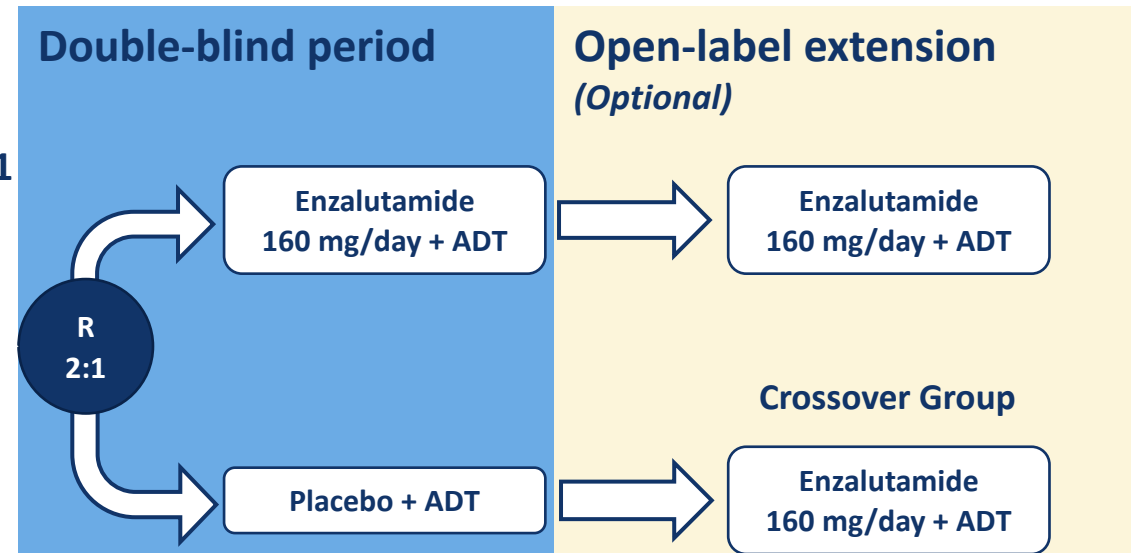 Double-blind period
Open-label extension
(Optional)
1
Enzalutamide
160 mg/day + ADT
Enzalutamide
160 mg/day + ADT
R
2:1
Crossover Group
Placebo + ADT
Enzalutamide
160 mg/day + ADT